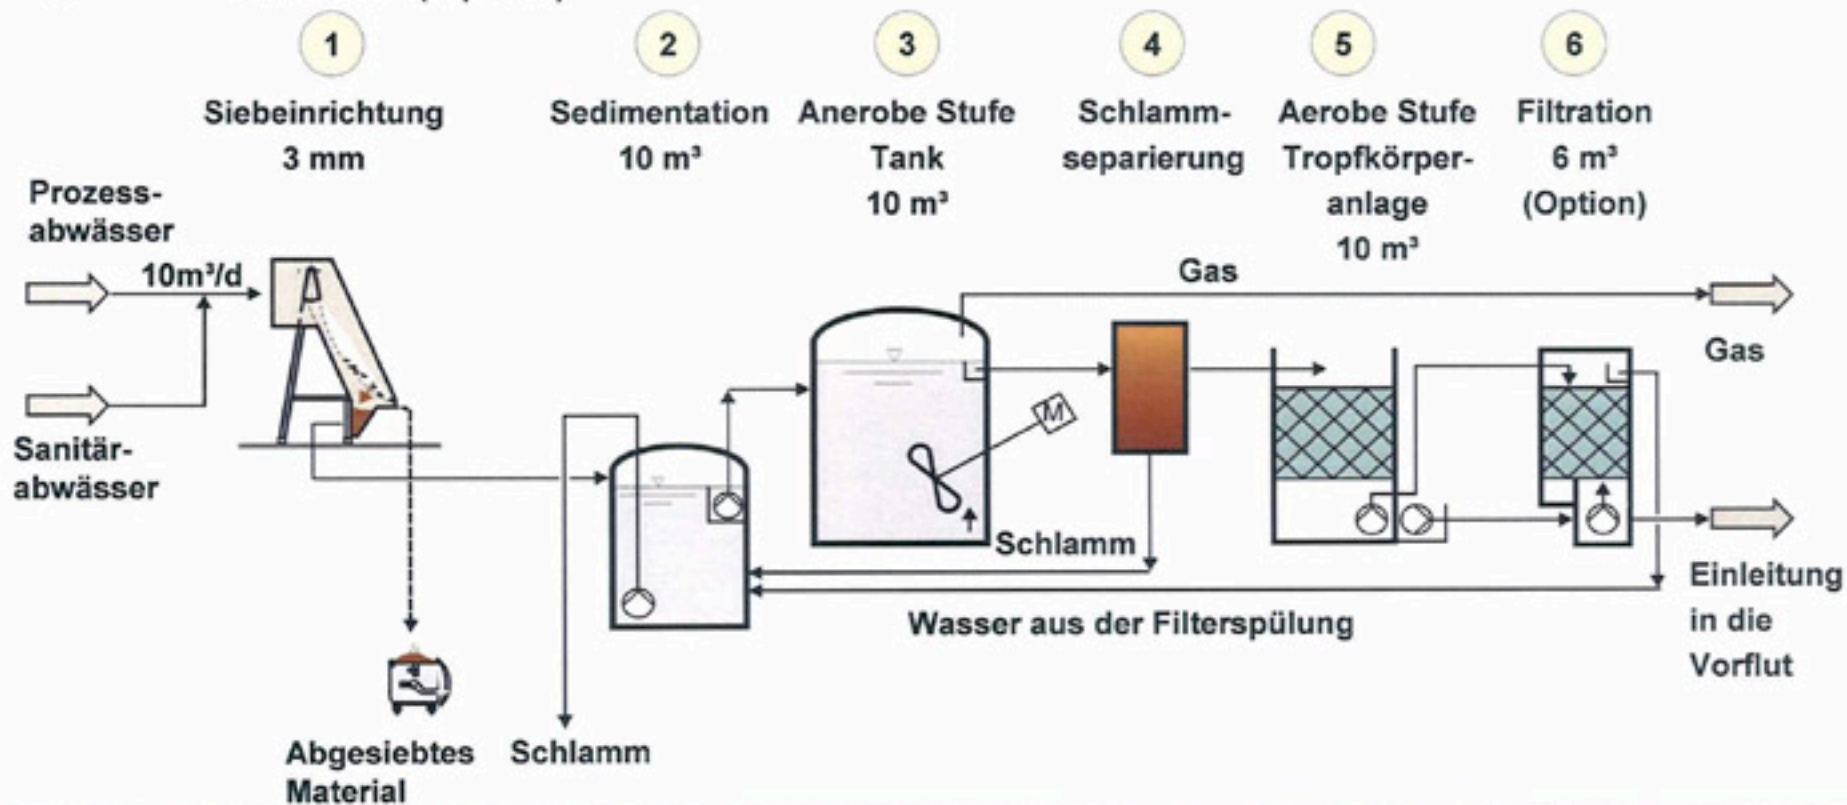 1
2
3
4
5
6
Siebeinrichtung
3 mm
Sedimentation
10 m³
Anerobe Stufe
Tank
10 m³
Schlamm-
separierung
Aerobe Stufe
Tropfkörper-
anlage
10 m³
Filtration
6 m³
(Option)
Prozess-
abwässer
10m³/d
Sanitär-
abwässer
Gas
Gas
M
Schlamm
Wasser aus der Filterspülung
Einleitung
in die
Vorflut
Abgesiebtes
Material
Schlamm